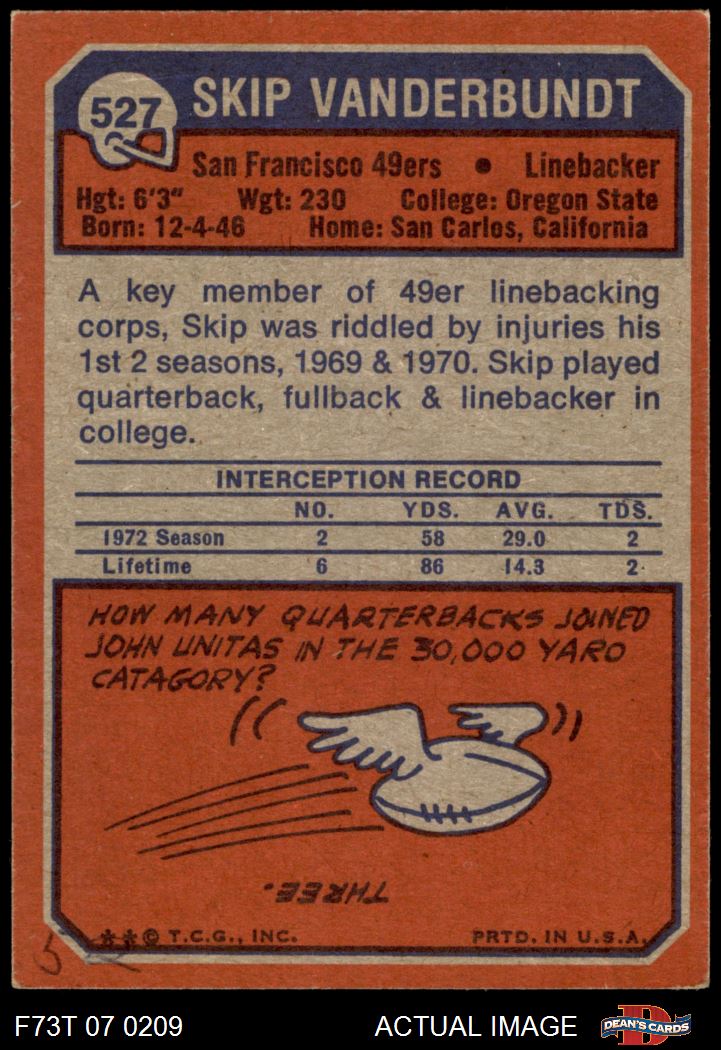 527
SKIP VANDERBUNDT
San Francisco 49ers • Linebacker
Hgt: 6'3" Wgt: 230 College: Oregon State
Born: 12-4-46 Home: San Carlos, California
A key member of 49er linebacking
corps, Skip was riddled by injuries his
1st 2 seasons, 1969 & 1970. Skip played
quarterback, fullback & linebacker in
college.
INTERCEPTION RECORD
NO. YDS. AVG. TDS.
1972 Season 2 58 29.0 2
Lifetime 6 86 14.3 2
HOW MANY QUARTERBACKS JOINED
JOHN UNITAS IN THE 30,000 YARD
CATAGORY?
THREE.
** © T.C.G., INC. PRTD. IN U.S.A.
F73T 07 0209 ACTUAL IMAGE DEAN'S CARDS